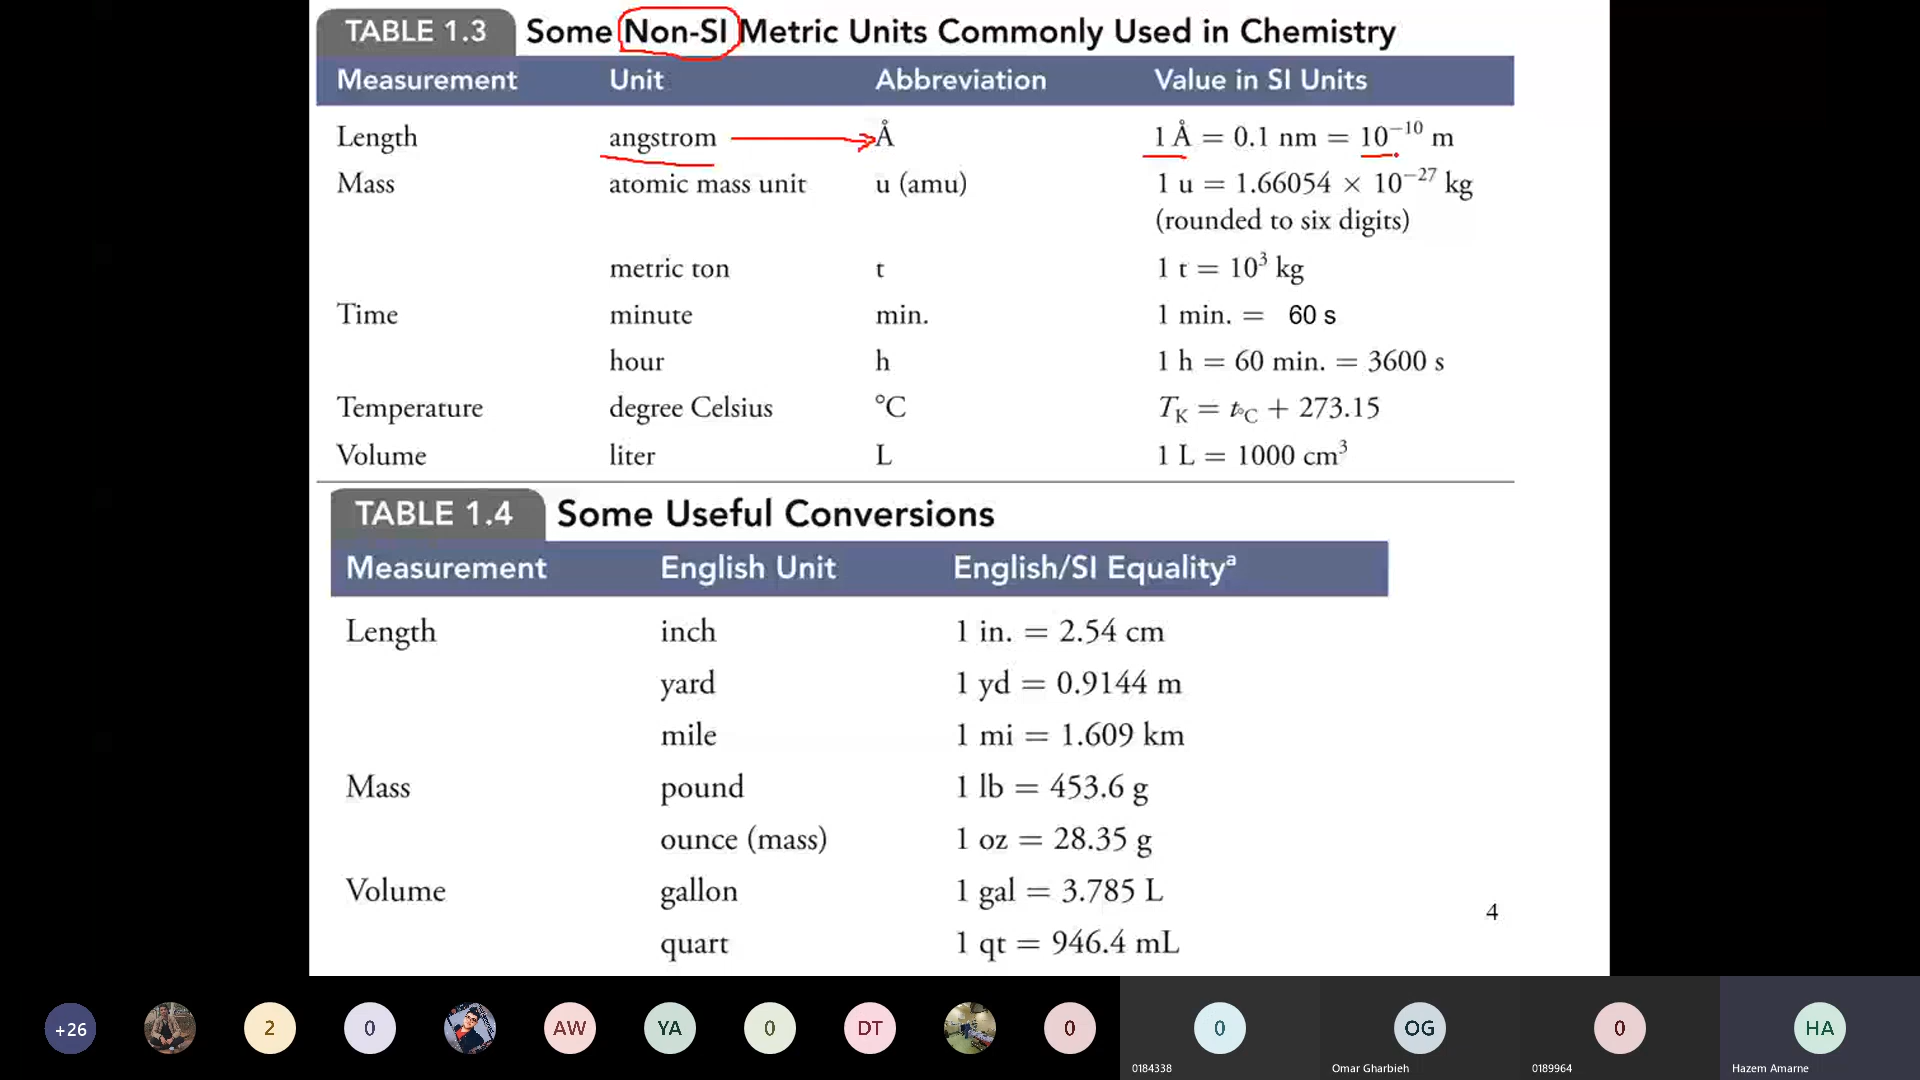 TABLE 1.3 Some Non-SI Metric Units Commonly Used in Chemistry
Measurement Unit Abbreviation Value in SI Units
Length angstrom Å 1 Å = 0.1 nm = 10⁻¹⁰ m
Mass atomic mass unit u (amu) 1 u = 1.66054 × 10⁻²⁷ kg
(rounded to six digits)
metric ton t 1 t = 10³ kg
Time minute min. 1 min. = 60 s
hour h 1 h = 60 min. = 3600 s
Temperature degree Celsius °C T_K = t_°C + 273.15
Volume liter L 1 L = 1000 cm³
TABLE 1.4 Some Useful Conversions
Measurement English Unit English/SI Equalityᵃ
Length inch 1 in. = 2.54 cm
yard 1 yd = 0.9144 m
mile 1 mi = 1.609 km
Mass pound 1 lb = 453.6 g
ounce (mass) 1 oz = 28.35 g
Volume gallon 1 gal = 3.785 L
4
quart 1 qt = 946.4 mL
+26 2 0 AW YA 0 DT 0 0 OG 0 HA
0184338 Omar Gharbieh 0189964 Hazem Amarne